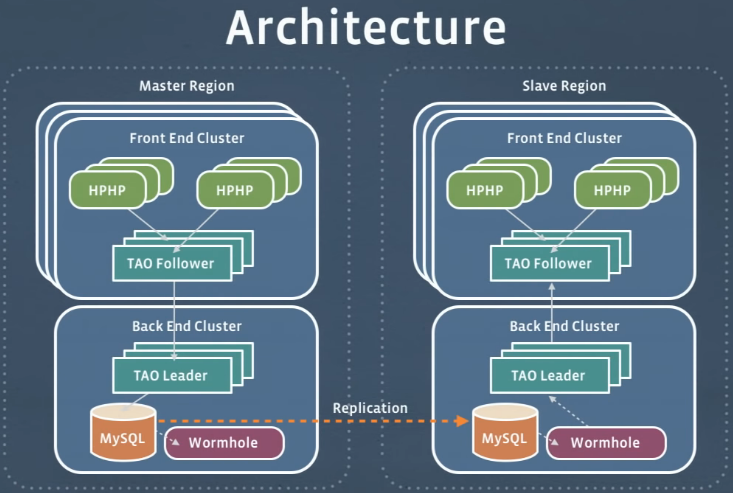 Architecture
Master Region
Front End Cluster
HPHP
HPHP
TAO Follower
Back End Cluster
TAO Leader
MySQL
Wormhole
Replication
Slave Region
Front End Cluster
HPHP
HPHP
TAO Follower
Back End Cluster
TAO Leader
MySQL
Wormhole